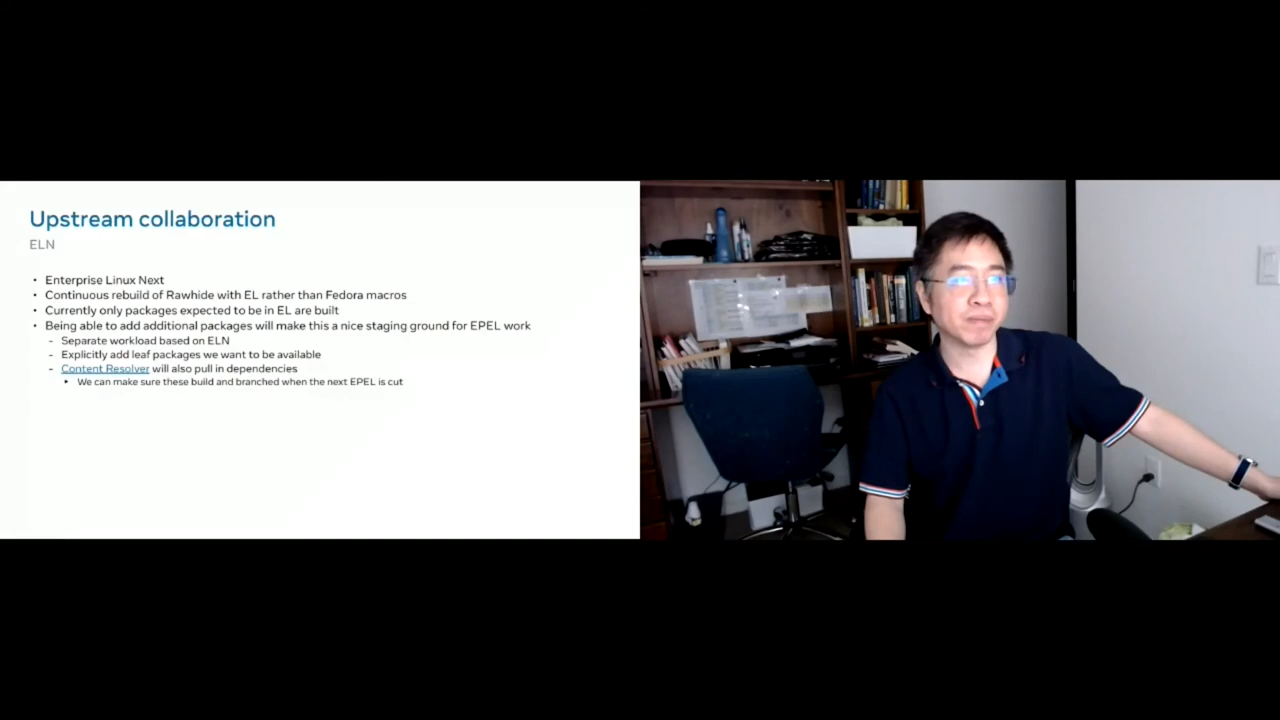 Upstream collaboration
ELN
• Enterprise Linux Next
• Continuous rebuild of Rawhide with EL rather than Fedora macros
• Currently only packages expected to be in EL are built
• Being able to add additional packages will make this a nice staging ground for EPEL work
- Separate workload based on ELN
- Explicitly add leaf packages we want to be available
- Content Resolver will also pull in dependencies
‣ We can make sure these build and branched when the next EPEL is cut